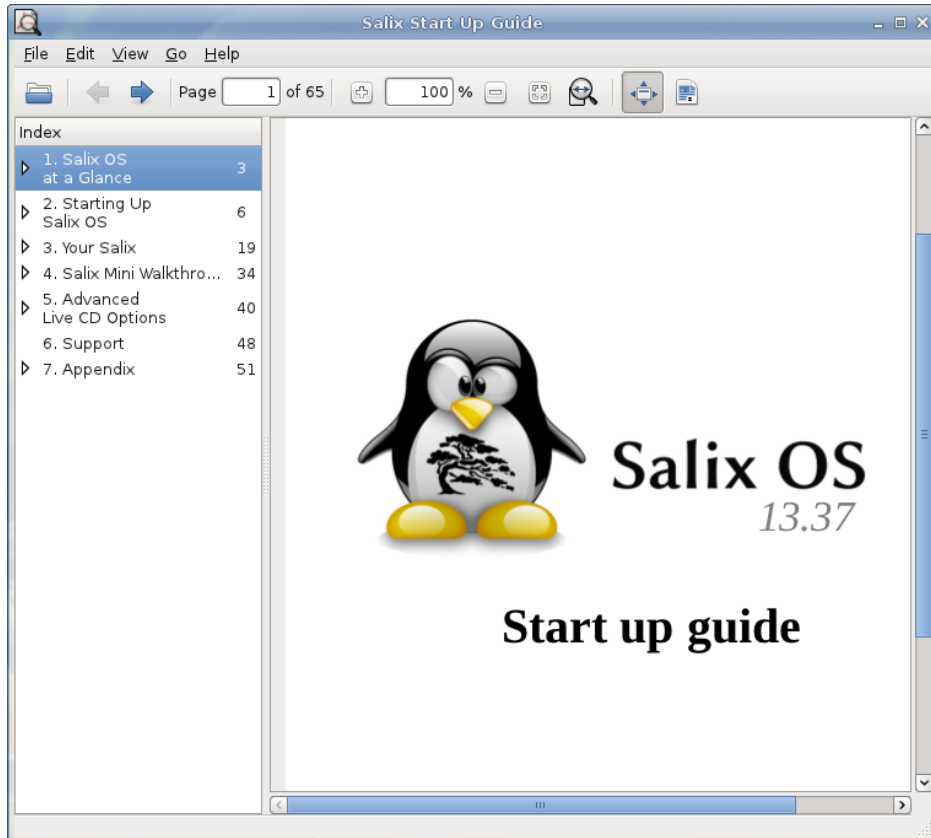 Salix Start Up Guide
File Edit View Go Help
Page 1 of 65 100 %
Index
1. Salix OS
at a Glance 3
2. Starting Up
Salix OS 6
3. Your Salix 19
4. Salix Mini Walkthro... 34
5. Advanced
Live CD Options 40
6. Support 48
7. Appendix 51
Salix OS
13.37
Start up guide